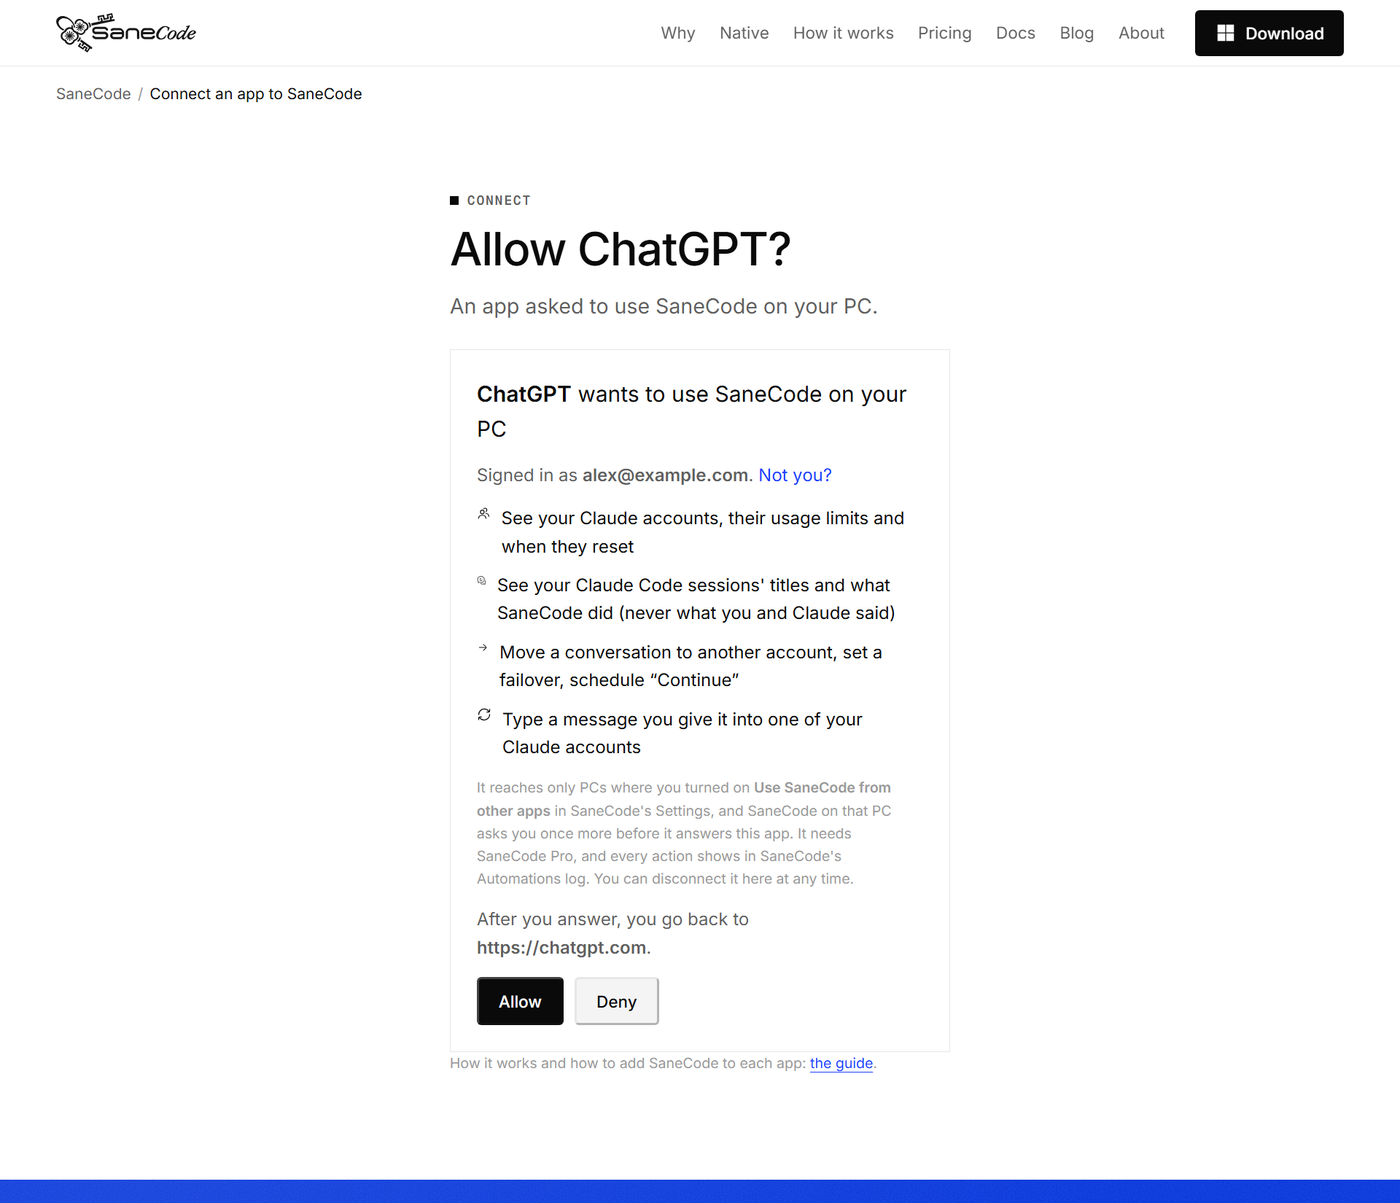 SaneCode
Why
Native
How it works
Pricing
Docs
Blog
About
Download
SaneCode / Connect an app to SaneCode
CONNECT
Allow ChatGPT?
An app asked to use SaneCode on your PC.
ChatGPT wants to use SaneCode on your
PC
Signed in as alex@example.com. Not you?
See your Claude accounts, their usage limits and
when they reset
See your Claude Code sessions' titles and what
SaneCode did (never what you and Claude said)
Move a conversation to another account, set a
failover, schedule “Continue”
Type a message you give it into one of your
Claude accounts
It reaches only PCs where you turned on Use SaneCode from
other apps in SaneCode's Settings, and SaneCode on that PC
asks you once more before it answers this app. It needs
SaneCode Pro, and every action shows in SaneCode's
Automations log. You can disconnect it here at any time.
After you answer, you go back to
https://chatgpt.com.
Allow
Deny
How it works and how to add SaneCode to each app: the guide.